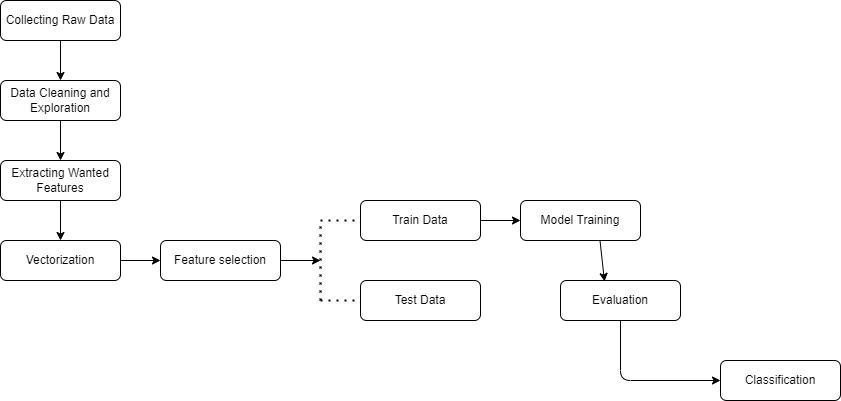 Collecting Raw Data
Data Cleaning and
Exploration
Extracting Wanted
Features
Vectorization
Feature selection
Train Data
Test Data
Model Training
Evaluation
Classification